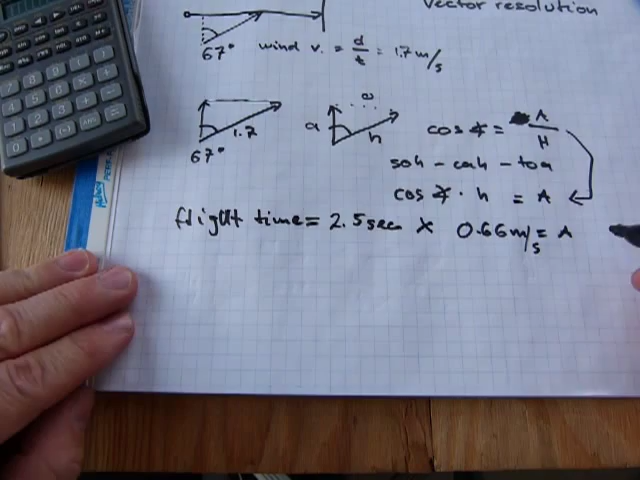 vector resolution
67° wind v. = d/t = 1.7 m/s
o
a h
1.7
67°
cos ∡ = A/H
soh - cah - toa
cos ∡ · h = A
flight time = 2.5 sec × 0.66 m/s = A